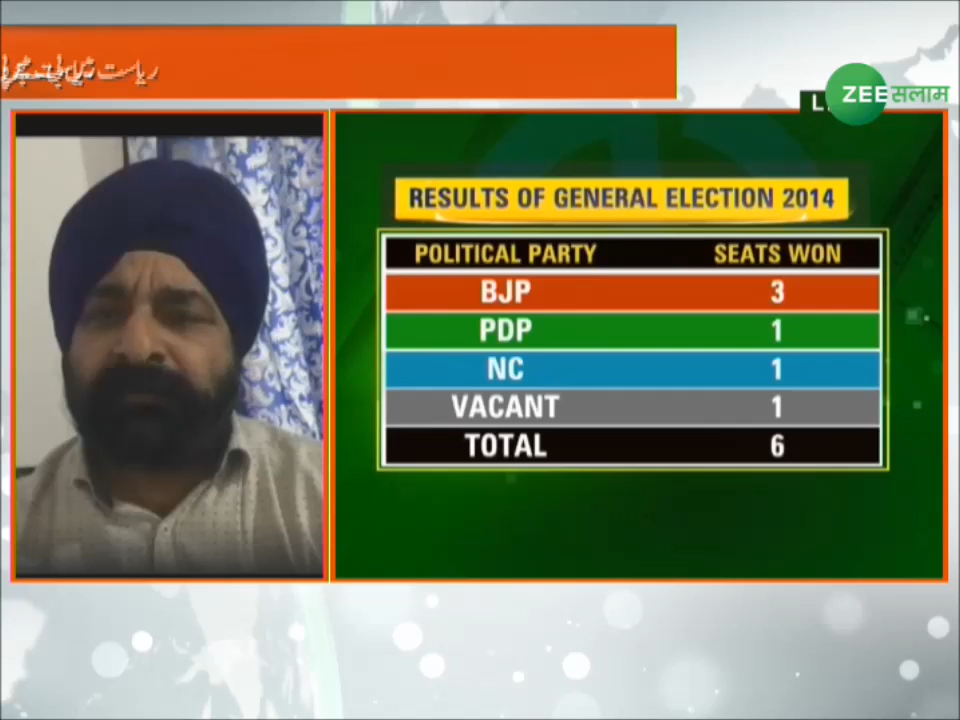 ریاست
ZEE सलाम
RESULTS OF GENERAL ELECTION 2014
POLITICAL PARTY SEATS WON
BJP 3
PDP 1
NC 1
VACANT 1
TOTAL 6